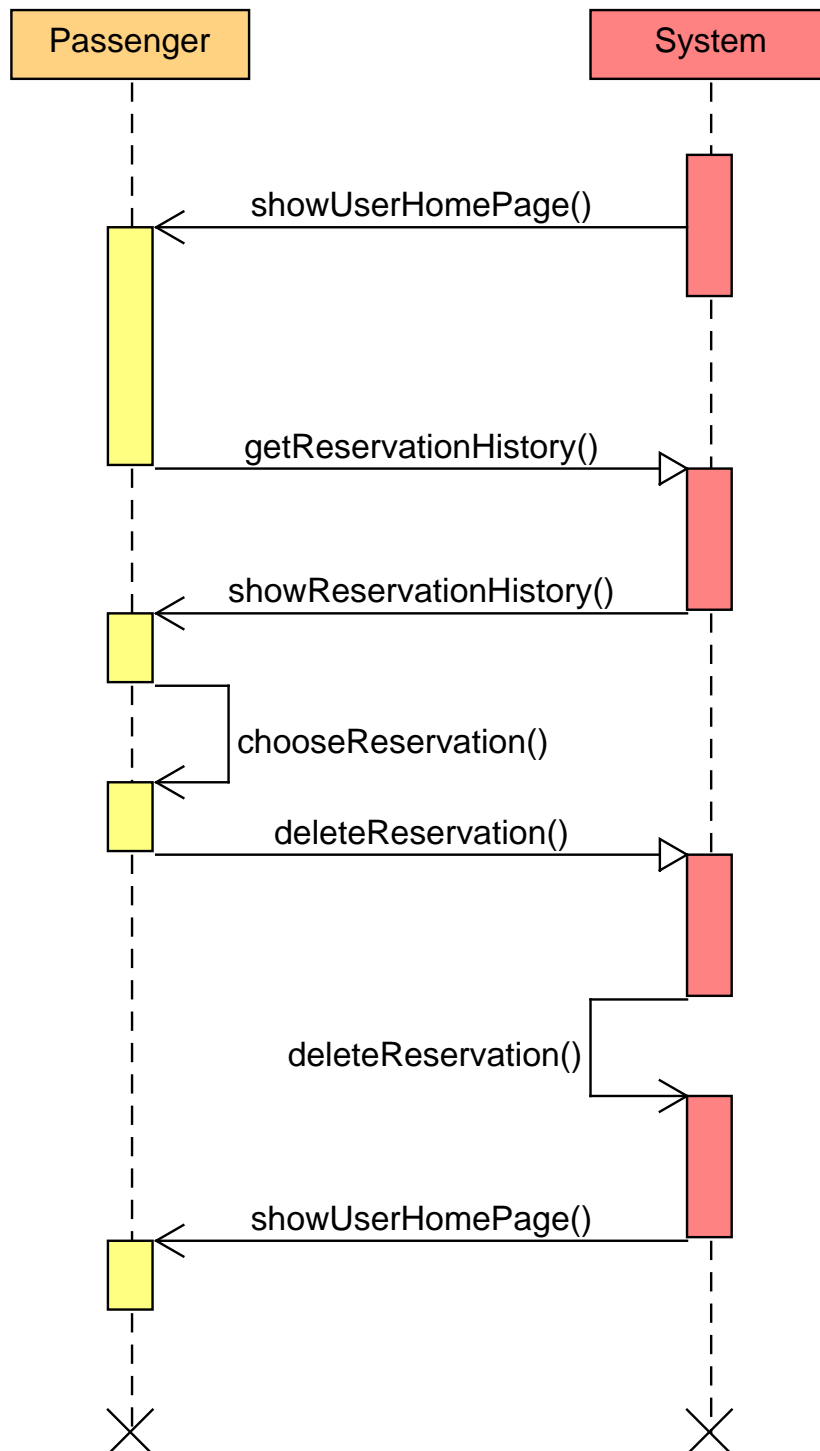 Passenger
System
showUserHomePage()
getReservationHistory()
showReservationHistory()
chooseReservation()
deleteReservation()
deleteReservation()
showUserHomePage()